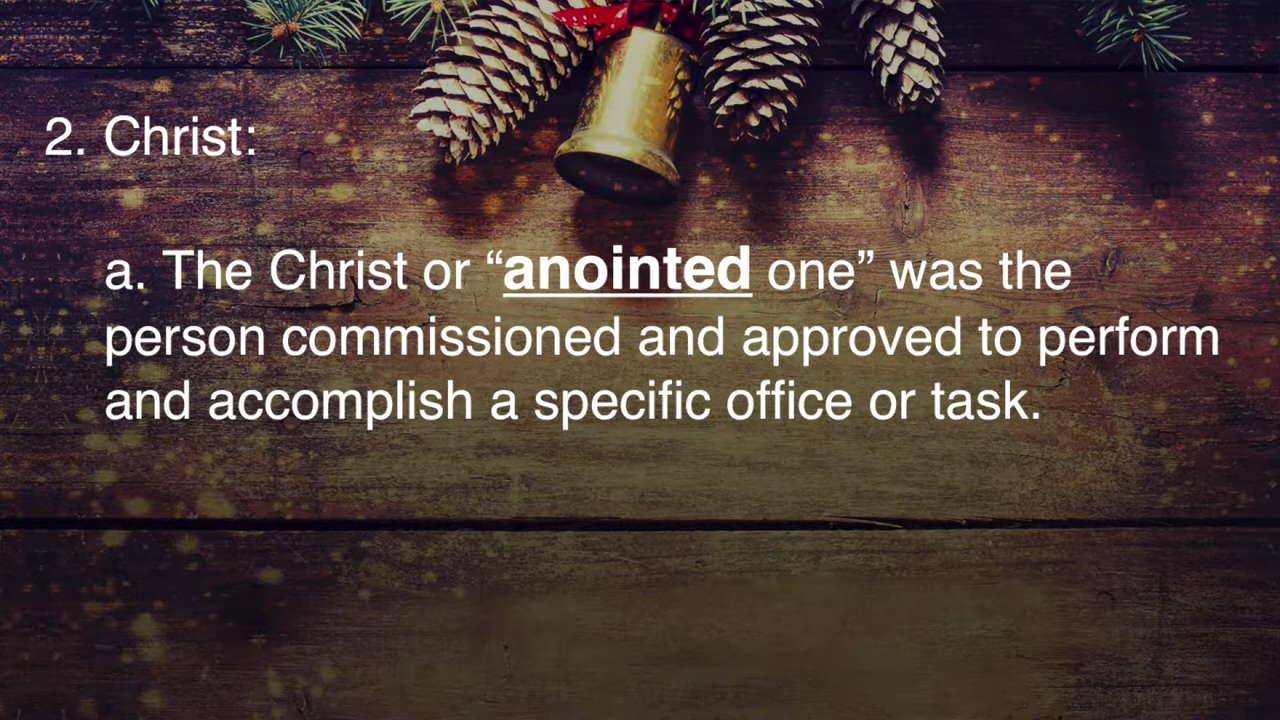 2. Christ:
a. The Christ or “anointed one” was the
person commissioned and approved to perform
and accomplish a specific office or task.